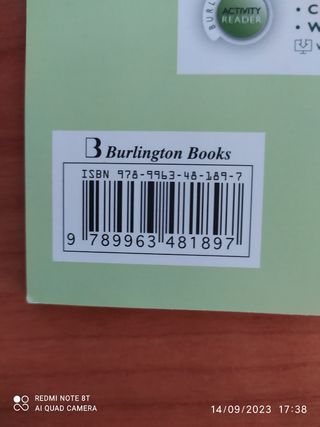 BURL
ACTIVITY
READER
• C
• W
B Burlington Books
ISBN 978-9963-48-189-7
9 789963 481897
REDMI NOTE 8T
AI QUAD CAMERA
14/09/2023 17:38